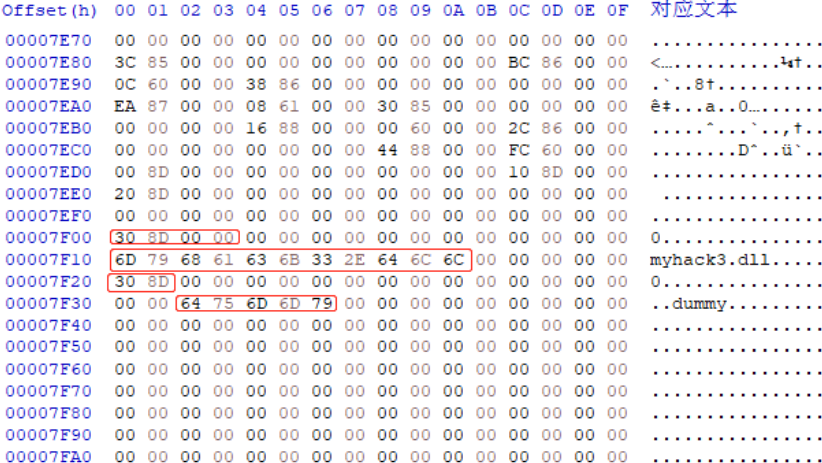 Offset(h) 00 01 02 03 04 05 06 07 08 09 0A 0B 0C 0D 0E 0F 对应文本
00007E70 00 00 00 00 00 00 00 00 00 00 00 00 00 00 00 00 ................
00007E80 3C 85 00 00 00 00 00 00 00 00 00 00 BC 86 00 00 <…..........¼†..
00007E90 0C 60 00 00 38 86 00 00 00 00 00 00 00 00 00 00 .`..8†..........
00007EA0 EA 87 00 00 08 61 00 00 30 85 00 00 00 00 00 00 ê‡...a..0…......
00007EB0 00 00 00 00 16 88 00 00 00 60 00 00 2C 86 00 00 .....ˆ...`..,†..
00007EC0 00 00 00 00 00 00 00 00 44 88 00 00 FC 60 00 00 ........Dˆ..ü`..
00007ED0 00 8D 00 00 00 00 00 00 00 00 00 00 10 8D 00 00 ................
00007EE0 20 8D 00 00 00 00 00 00 00 00 00 00 00 00 00 00  ...............
00007EF0 00 00 00 00 00 00 00 00 00 00 00 00 00 00 00 00 ................
00007F00 30 8D 00 00 00 00 00 00 00 00 00 00 00 00 00 00 0...............
00007F10 6D 79 68 61 63 6B 33 2E 64 6C 6C 00 00 00 00 00 myhack3.dll.....
00007F20 30 8D 00 00 00 00 00 00 00 00 00 00 00 00 00 00 0...............
00007F30 00 00 64 75 6D 6D 79 00 00 00 00 00 00 00 00 00 ..dummy.........
00007F40 00 00 00 00 00 00 00 00 00 00 00 00 00 00 00 00 ................
00007F50 00 00 00 00 00 00 00 00 00 00 00 00 00 00 00 00 ................
00007F60 00 00 00 00 00 00 00 00 00 00 00 00 00 00 00 00 ................
00007F70 00 00 00 00 00 00 00 00 00 00 00 00 00 00 00 00 ................
00007F80 00 00 00 00 00 00 00 00 00 00 00 00 00 00 00 00 ................
00007F90 00 00 00 00 00 00 00 00 00 00 00 00 00 00 00 00 ................
00007FA0 00 00 00 00 00 00 00 00 00 00 00 00 00 00 00 00 ................